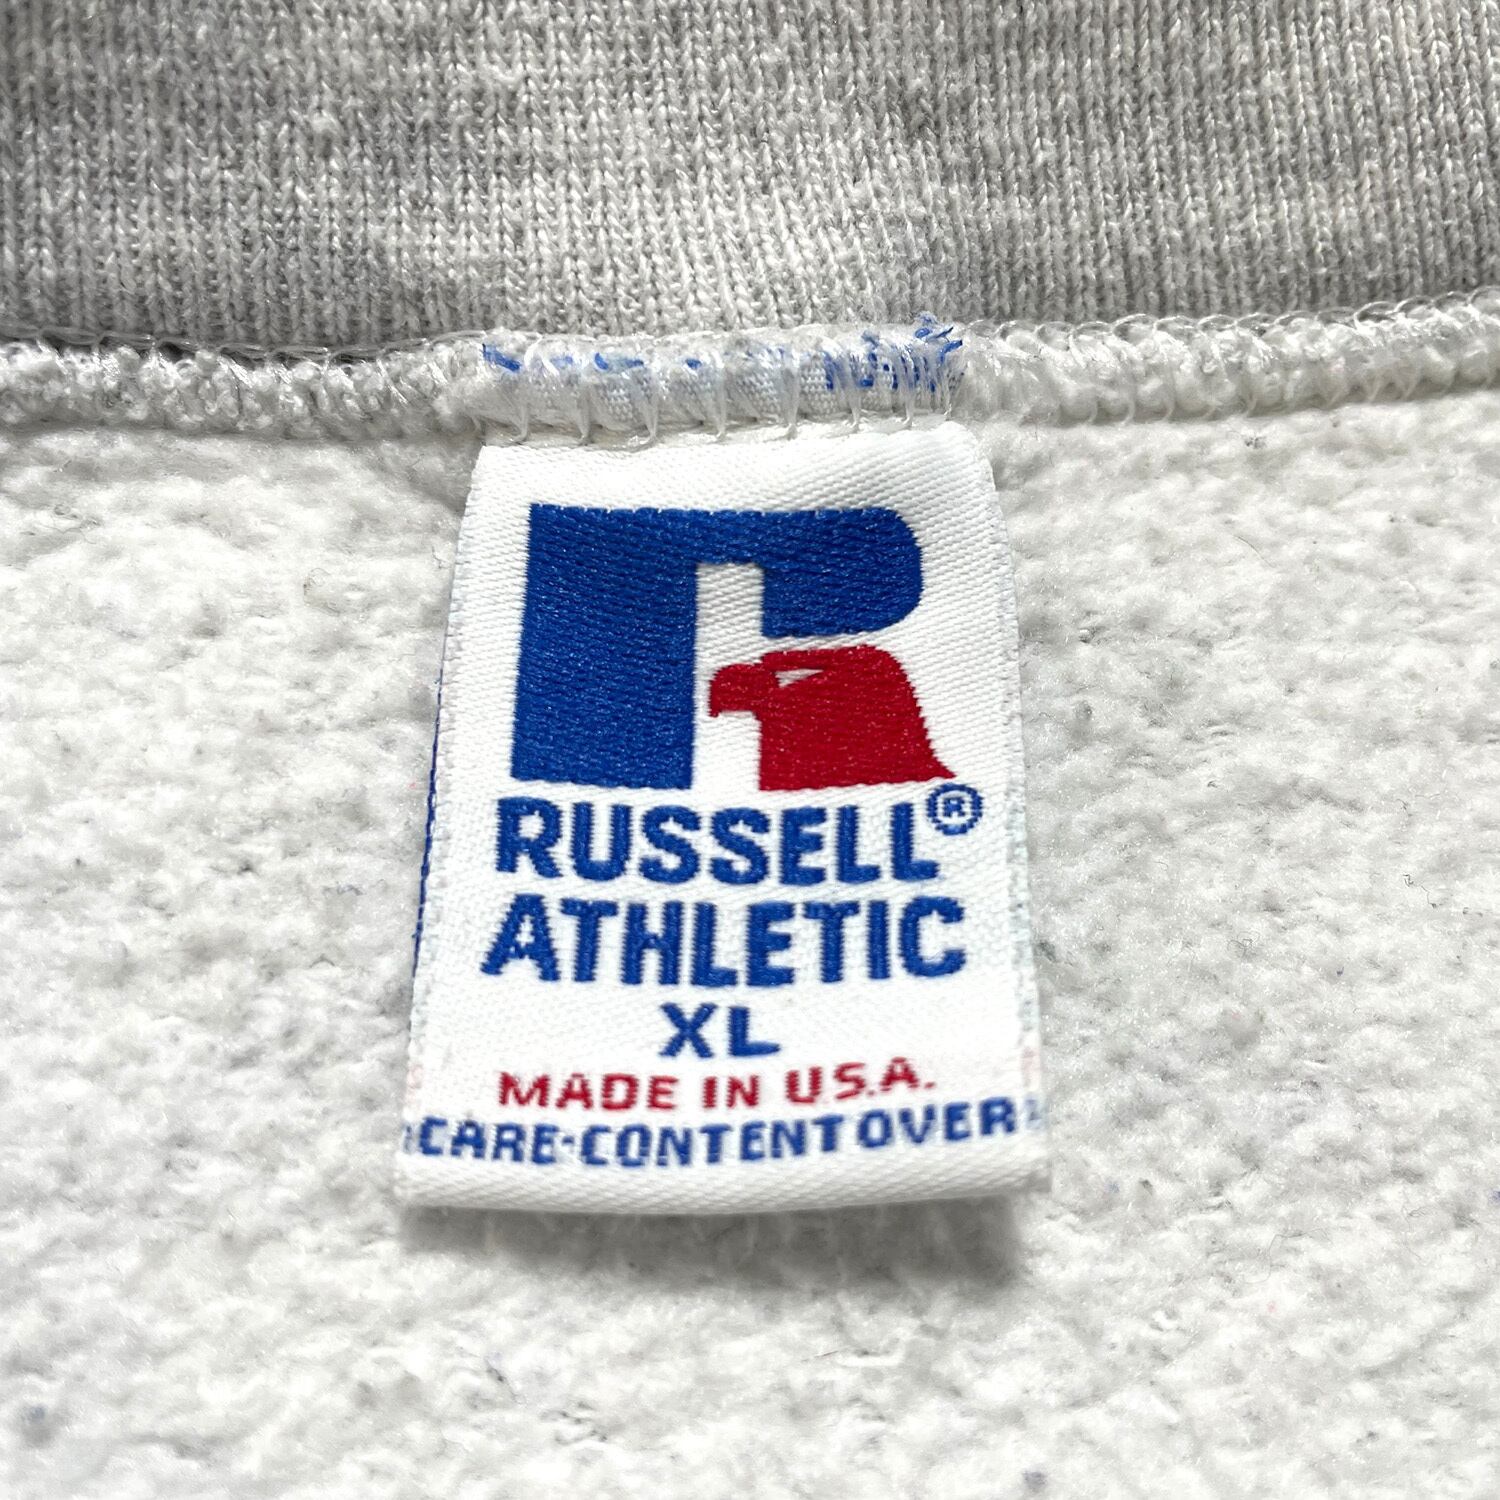 RUSSELL®
ATHLETIC
XL
MADE IN U.S.A.
CARE-CONTENT OVER